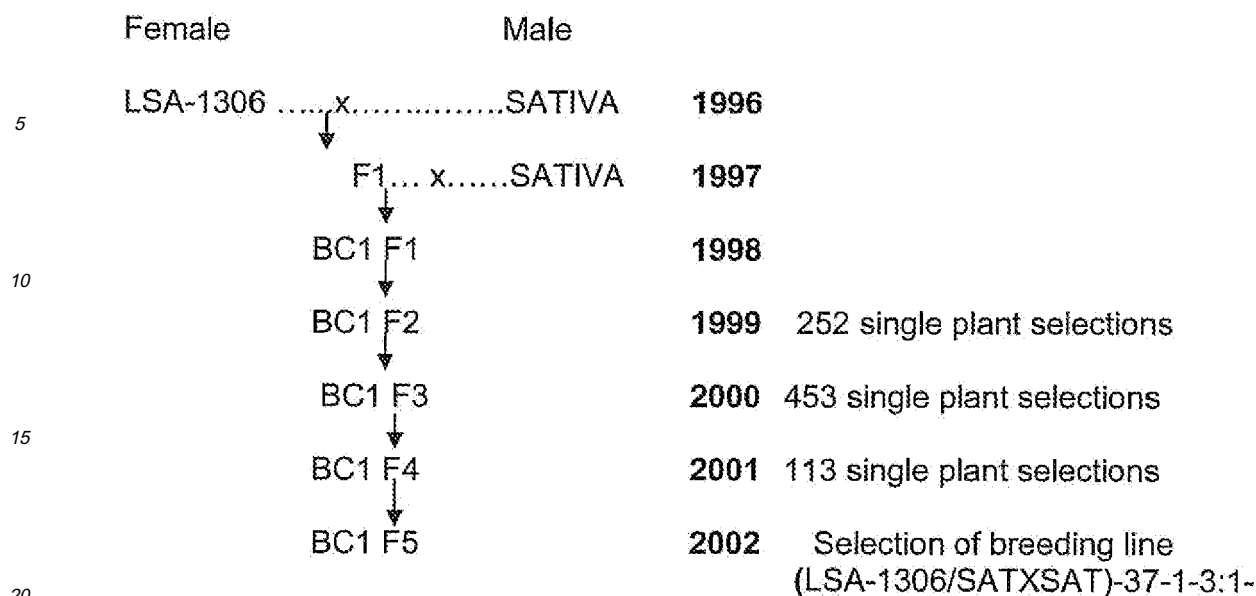 Female Male
LSA-1306 ……x……..……….SATIVA 1996
5
F1… x……SATIVA 1997
BC1 F1 1998
10
BC1 F2 1999 252 single plant selections
BC1 F3 2000 453 single plant selections
15
BC1 F4 2001 113 single plant selections
BC1 F5 2002 Selection of breeding line
(LSA-1306/SATXSAT)-37-1-3:1-
20